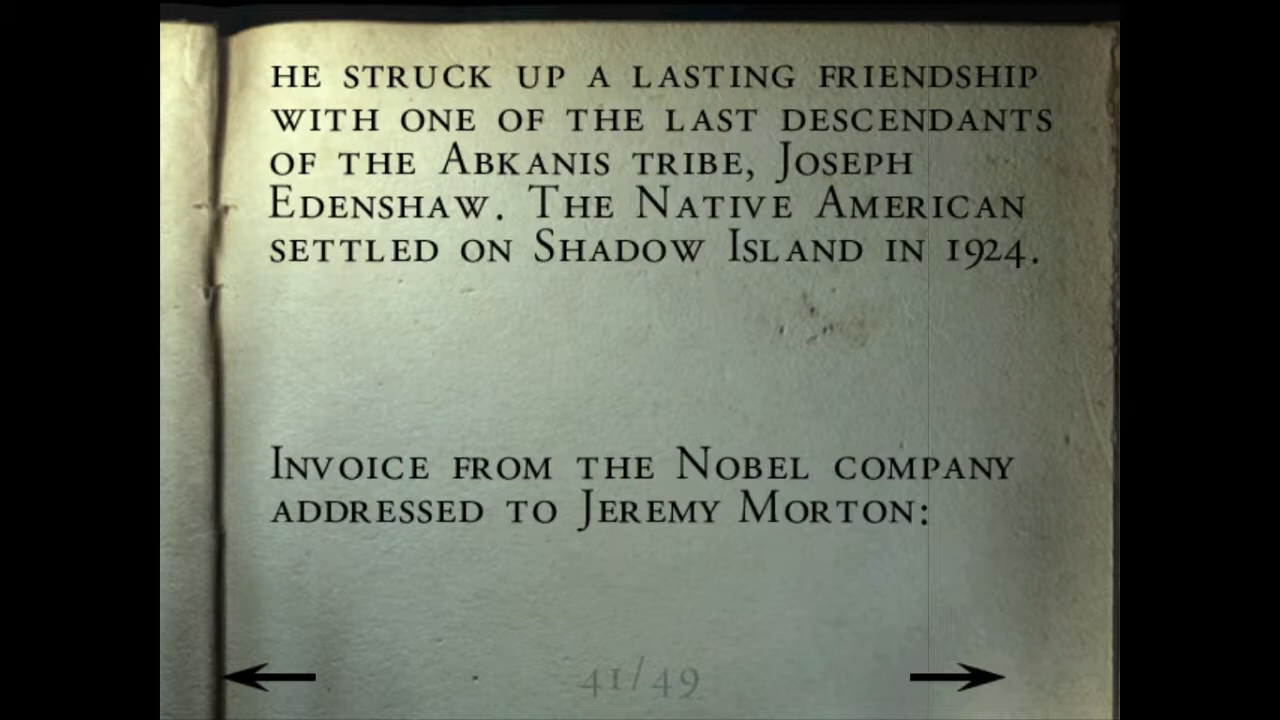 HE STRUCK UP A LASTING FRIENDSHIP
WITH ONE OF THE LAST DESCENDANTS
OF THE ABKANIS TRIBE, JOSEPH
EDENSHAW. THE NATIVE AMERICAN
SETTLED ON SHADOW ISLAND IN 1924.
INVOICE FROM THE NOBEL COMPANY
ADDRESSED TO JEREMY MORTON:
41/49